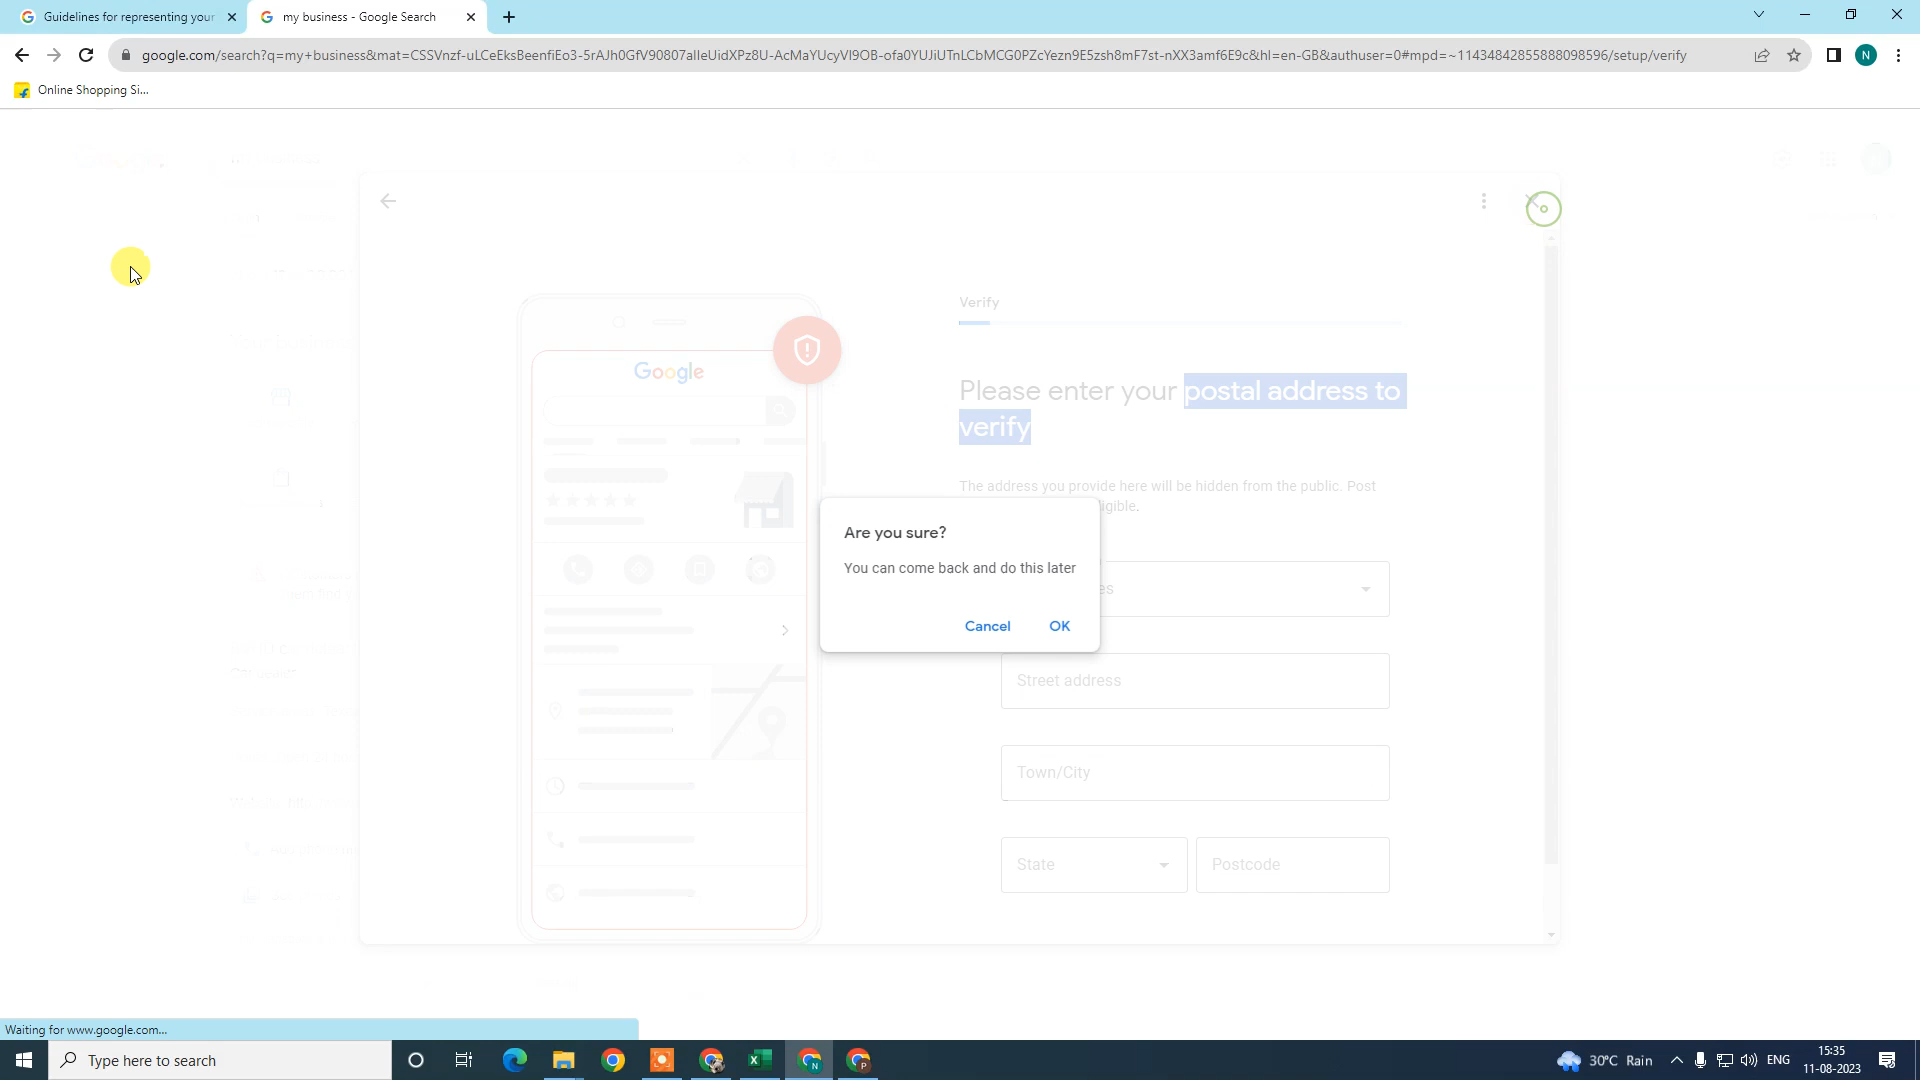 Guidelines for representing your
my business - Google Search
google.com/search?q=my+business&mat=CSSVnzf-uLCeEksBeenfiEo3-5rAJh0GfV90807alIeUidXPz8U-AcMaYUcyVI9OB-ofa0YUJiUTnLCbMCG0PZcYezn9E5zsh8mF7st-nXX3amf6E9c&hl=en-GB&authuser=0#mpd=~11434842855888098596/setup/verify
N
Online Shopping Si...
Verify
Google
Please enter your postal address to
verify
The address you provide here will be hidden from the public. Post
Are you sure?
You can come back and do this later
Cancel OK
Street address
Town/City
State
Postcode
Waiting for www.google.com...
Type here to search
N
P
30°C Rain
ENG
15:35
11-08-2023